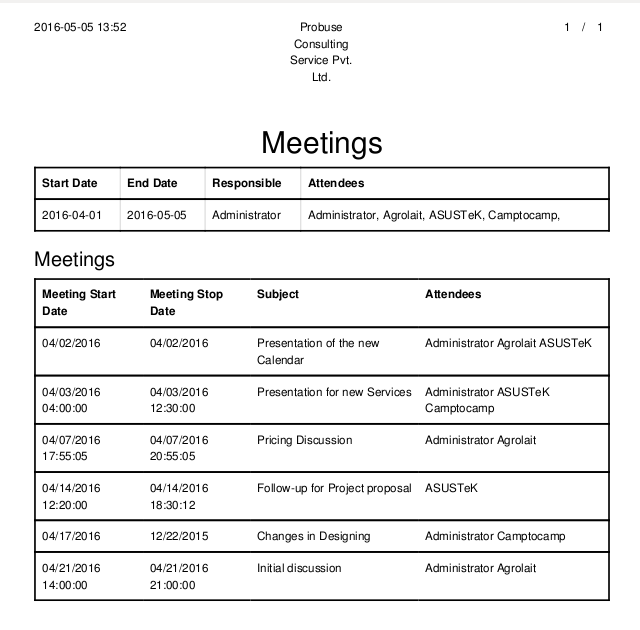 2016-05-05 13:52 Probuse 1 / 1
Consulting
Service Pvt.
Ltd.
Meetings
Start Date End Date Responsible Attendees
2016-04-01 2016-05-05 Administrator Administrator, Agrolait, ASUSTeK, Camptocamp,
Meetings
Meeting Start Meeting Stop Subject Attendees
Date Date
04/02/2016 04/02/2016 Presentation of the new Administrator Agrolait ASUSTeK
Calendar
04/03/2016 04/03/2016 Presentation for new Services Administrator ASUSTeK
04:00:00 12:30:00 Camptocamp
04/07/2016 04/07/2016 Pricing Discussion Administrator Agrolait
17:55:05 20:55:05
04/14/2016 04/14/2016 Follow-up for Project proposal ASUSTeK
12:20:00 18:30:12
04/17/2016 12/22/2015 Changes in Designing Administrator Camptocamp
04/21/2016 04/21/2016 Initial discussion Administrator Agrolait
14:00:00 21:00:00